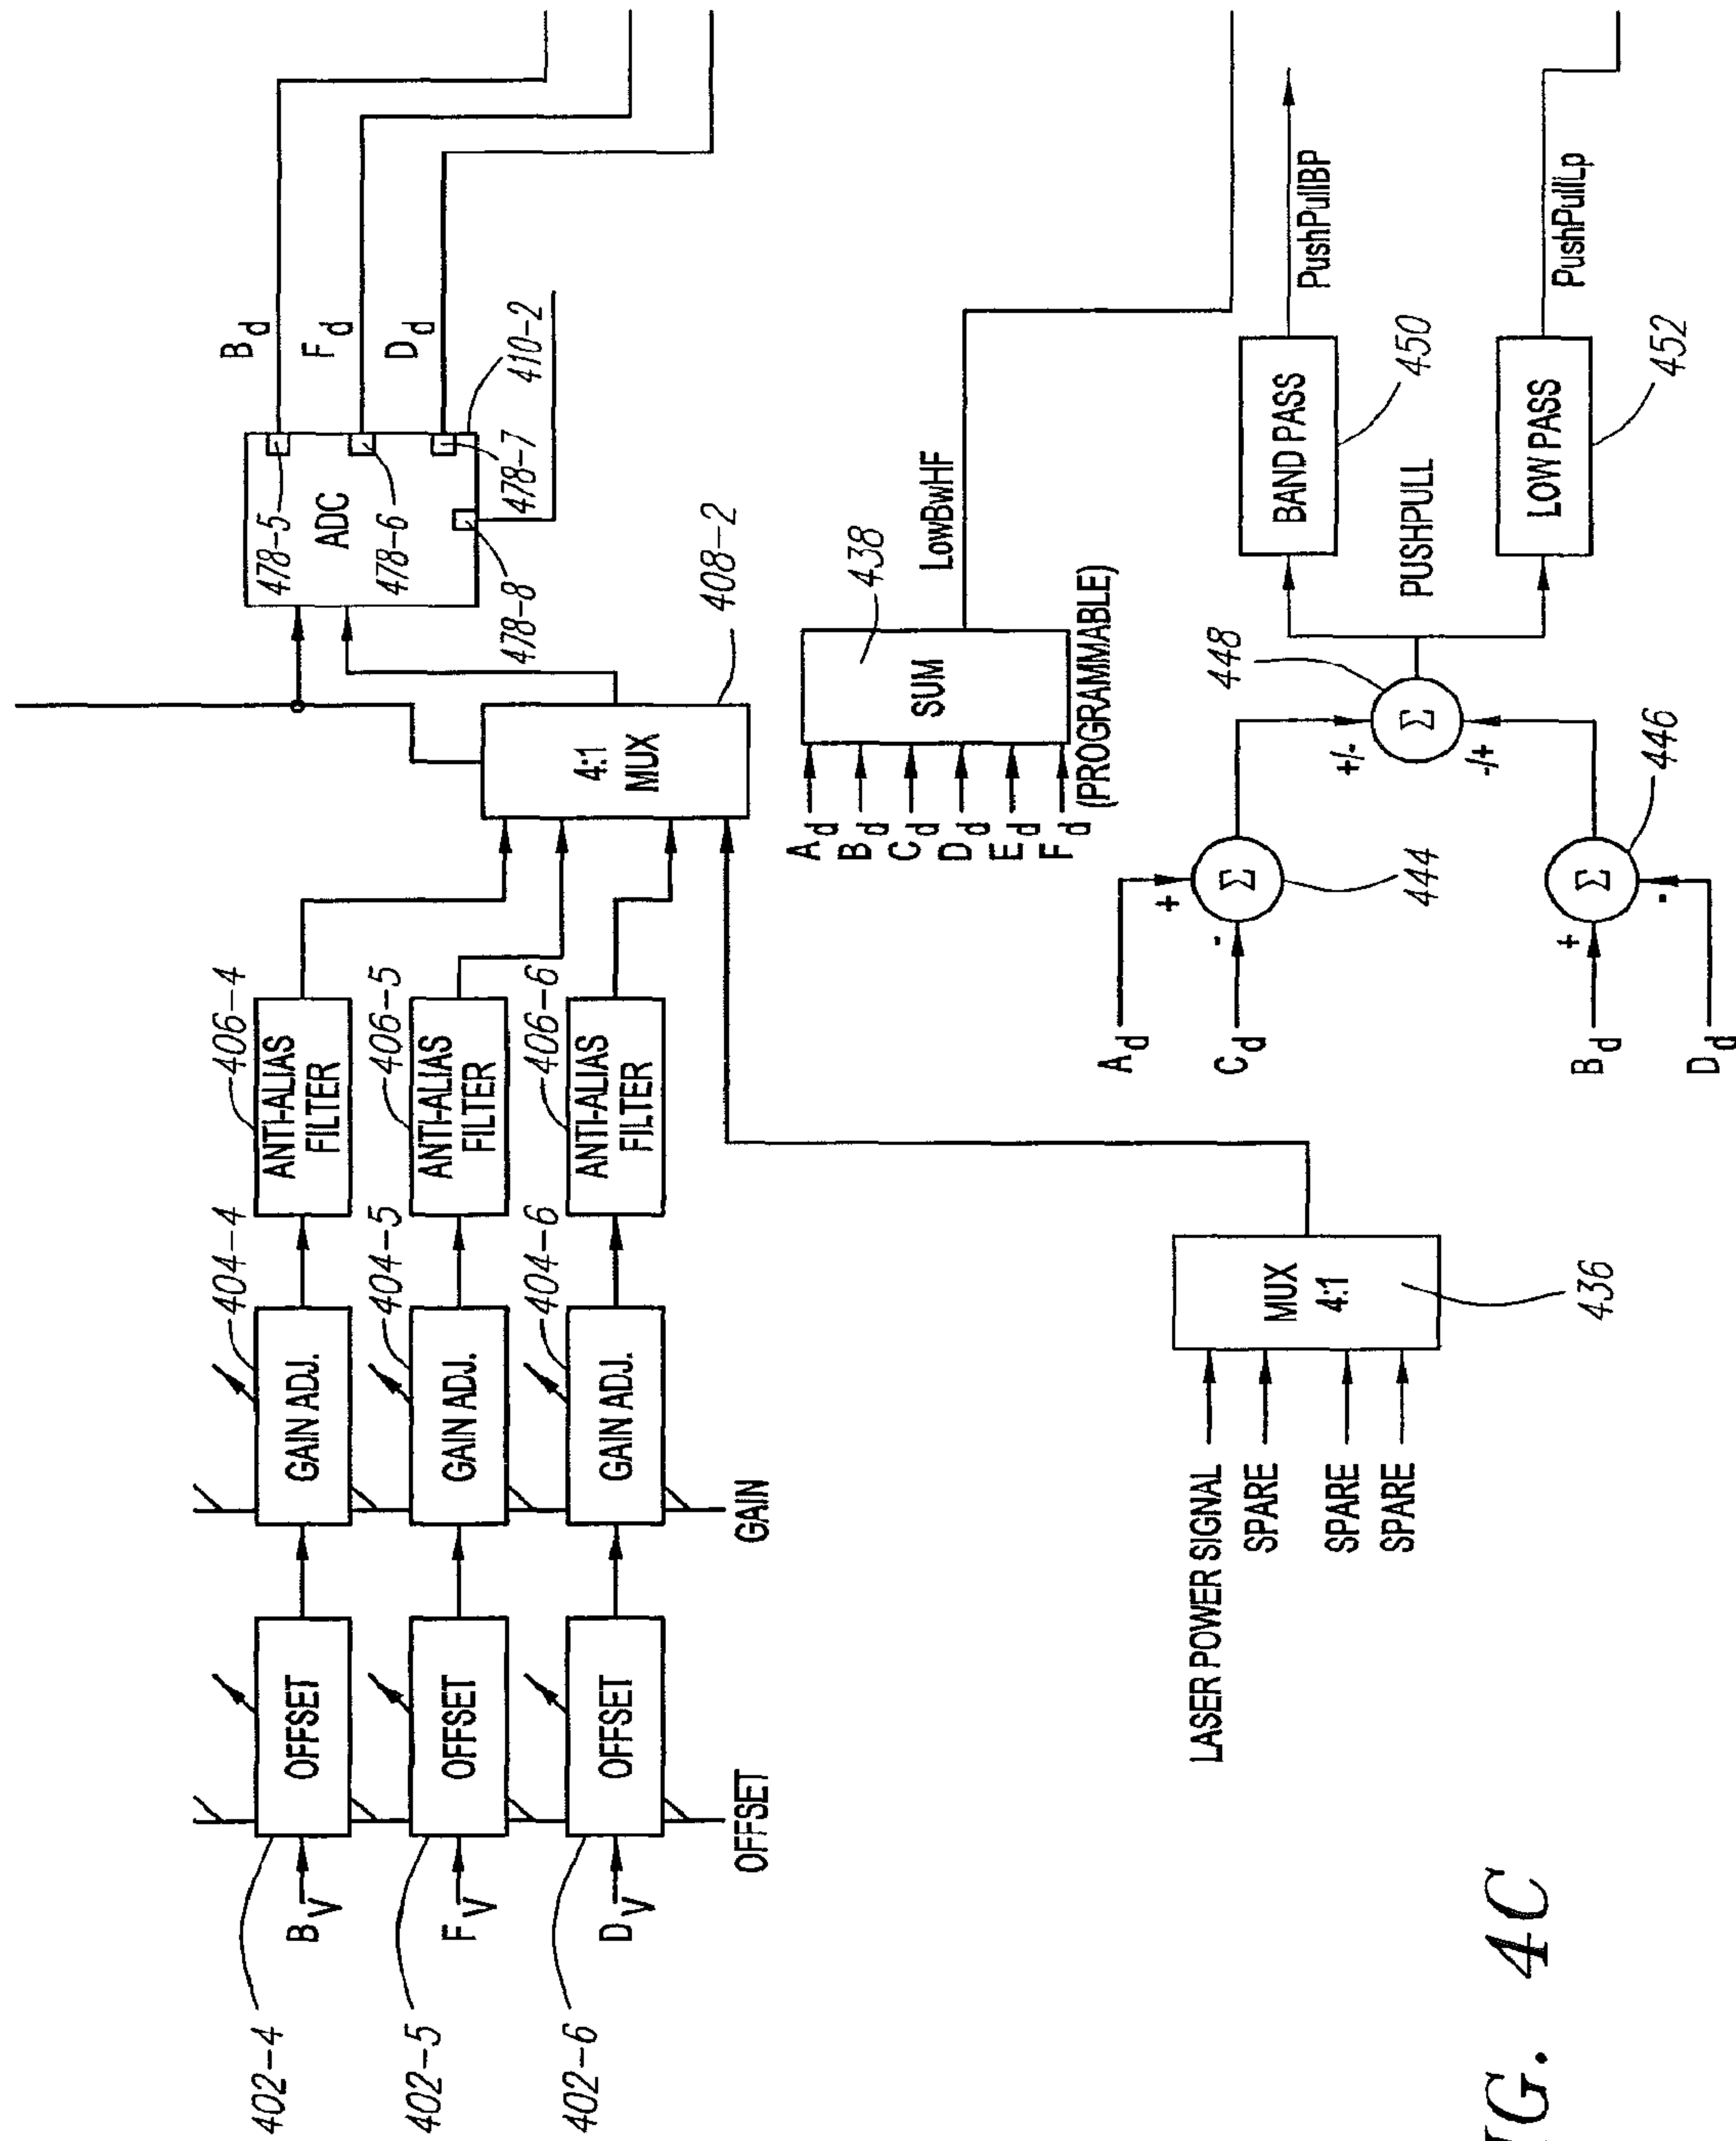 402-4
402-5
402-6
B_V
F_V
D_V
OFFSET
OFFSET
OFFSET
OFFSET
404-4
404-5
404-6
GAIN ADJ.
GAIN ADJ.
GAIN ADJ.
GAIN
406-4
406-5
406-6
ANTI-ALIAS
FILTER
ANTI-ALIAS
FILTER
ANTI-ALIAS
FILTER
4:1
MUX
408-2
478-5
ADC
478-6
478-8
478-7
410-2
B_d
F_d
D_d
A_d
B_d
C_d
D_d
E_d
F_d
(PROGRAMMABLE)
SUM
438
LowBwHF
LASER POWER SIGNAL
SPARE
SPARE
SPARE
MUX
4:1
436
A_d
C_d
B_d
D_d
+
-
Σ
444
+
-
Σ
446
+/-
-/+
Σ
448
PUSHPULL
BAND PASS
450
LOW PASS
452
PushPullBP
PushPullLp
IG. 4C